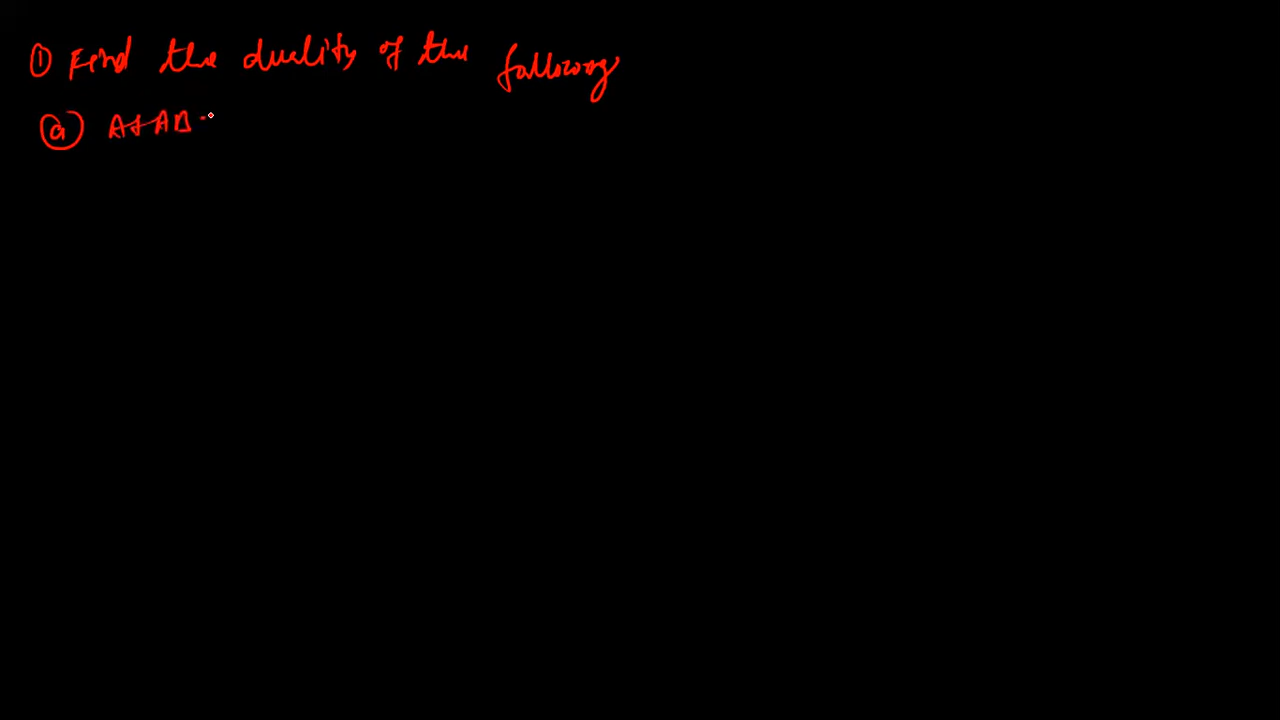 ① Find the duality of the following
ⓐ A+AB